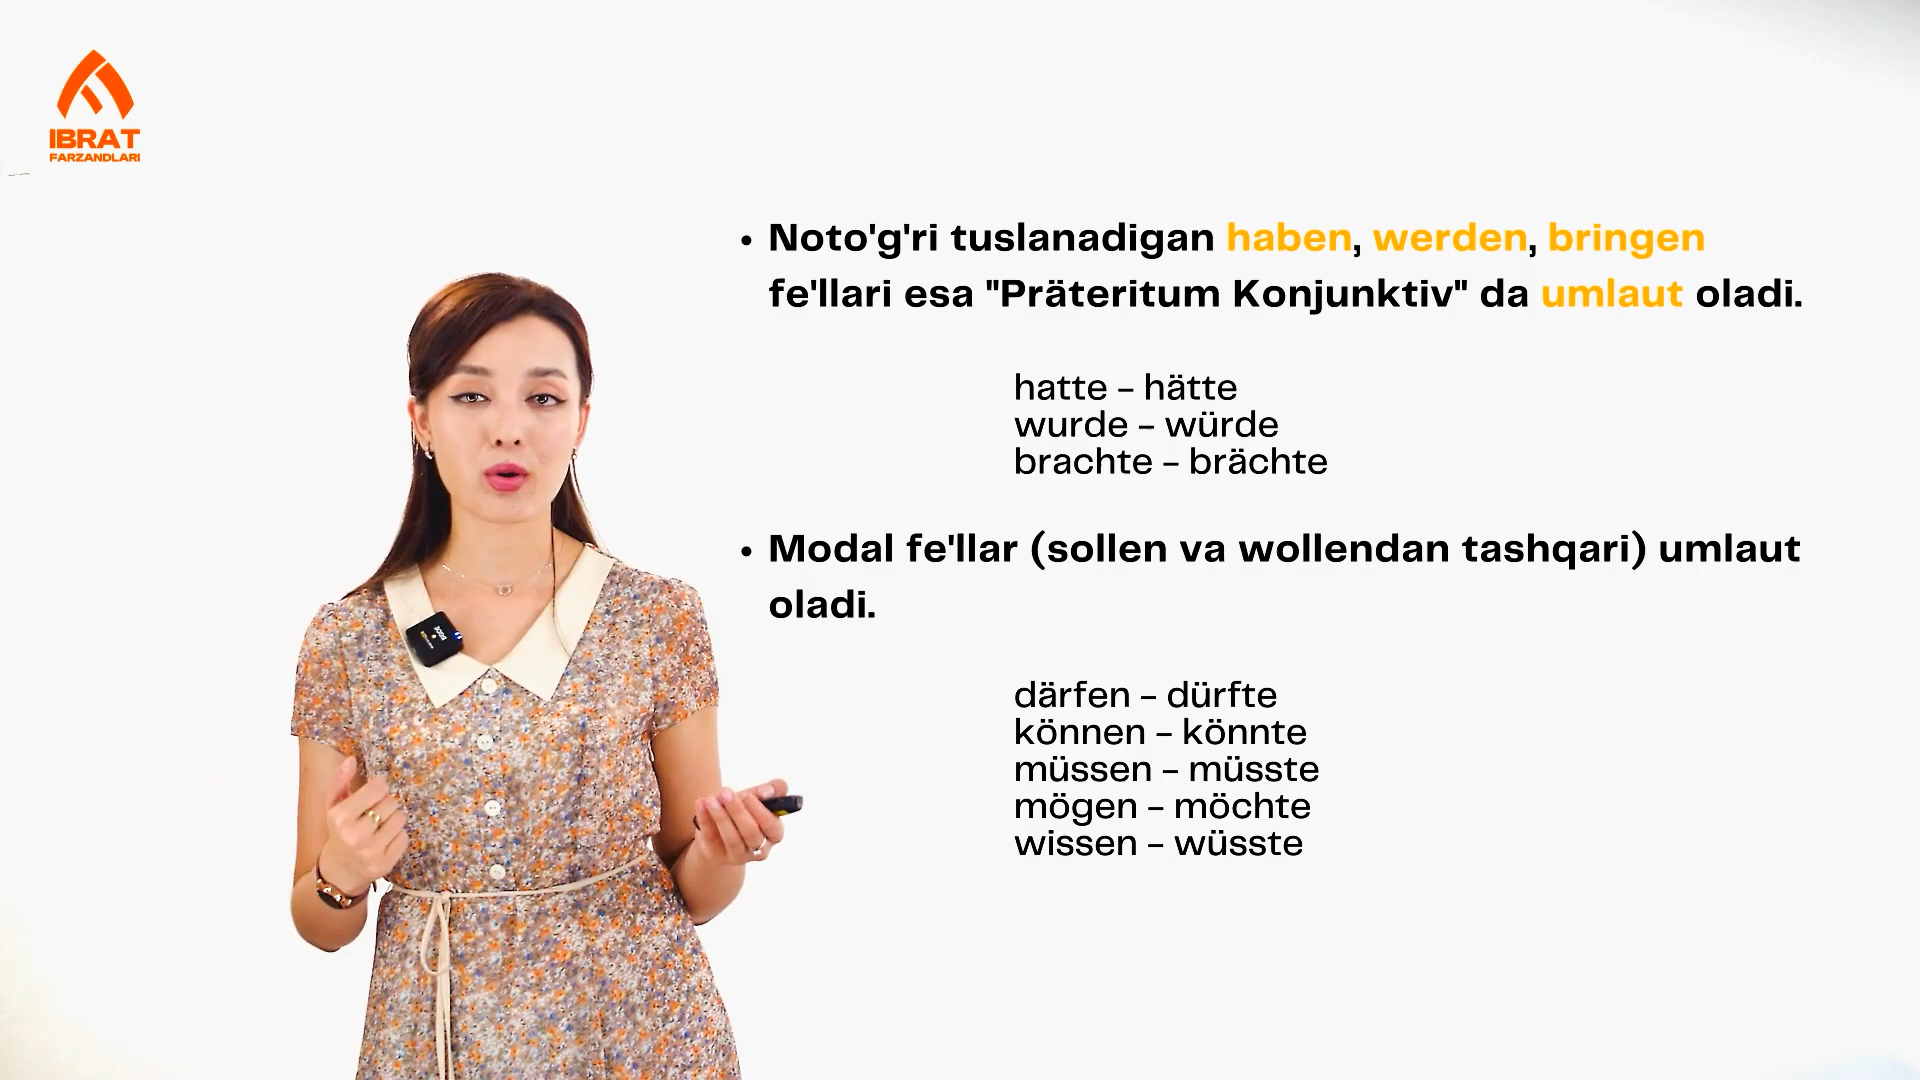 IBRAT
FARZANDLARI
• Noto'g'ri tuslanadigan haben, werden, bringen
fe'llari esa "Präteritum Konjunktiv" da umlaut oladi.
hatte – hätte
wurde – würde
brachte – brächte
• Modal fe'llar (sollen va wollendan tashqari) umlaut
oladi.
därfen – dürfte
können – könnte
müssen – müsste
mögen – möchte
wissen – wüsste